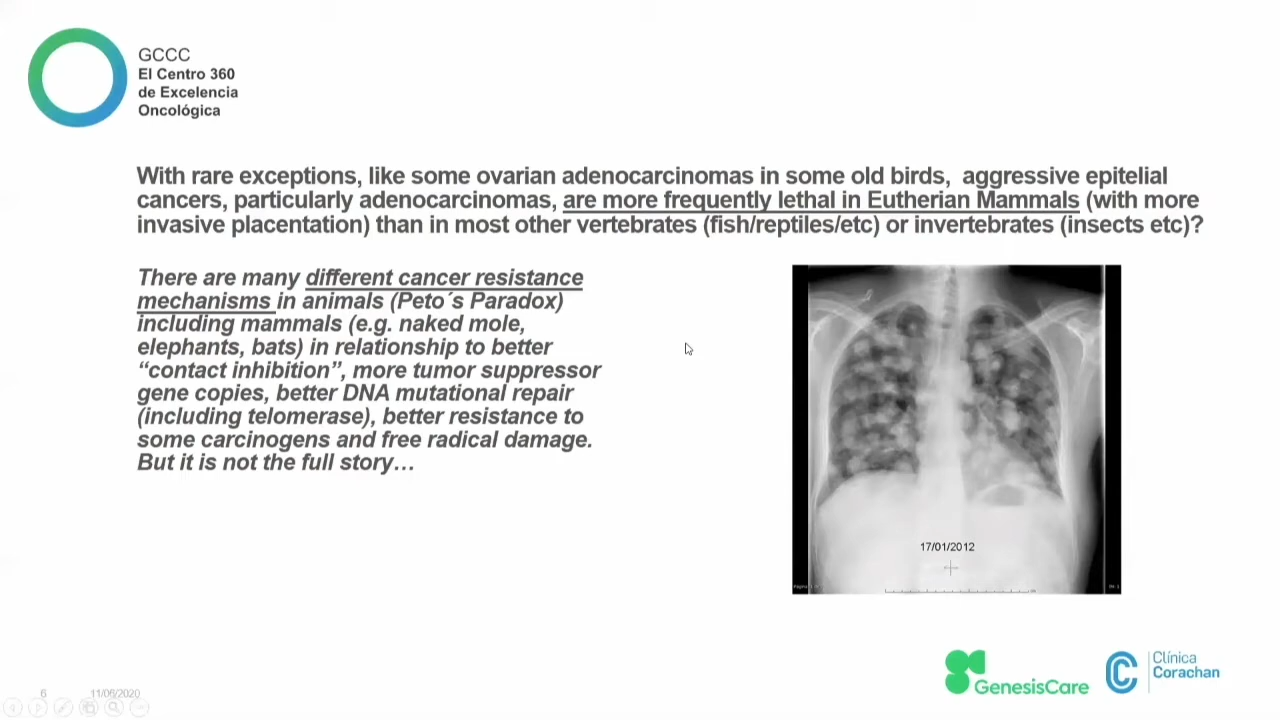 GCCC
El Centro 360
de Excelencia
Oncológica
With rare exceptions, like some ovarian adenocarcinomas in some old birds,  aggressive epitelial
cancers, particularly adenocarcinomas, are more frequently lethal in Eutherian Mammals (with more
invasive placentation) than in most other vertebrates (fish/reptiles/etc) or invertebrates (insects etc)?
There are many different cancer resistance
mechanisms in animals (Peto´s Paradox)
including mammals (e.g. naked mole,
elephants, bats) in relationship to better
“contact inhibition”, more tumor suppressor
gene copies, better DNA mutational repair
(including telomerase), better resistance to
some carcinogens and free radical damage.
But it is not the full story…
17/01/2012
GenesisCare
Clínica
Corachan
6
11/06/2020